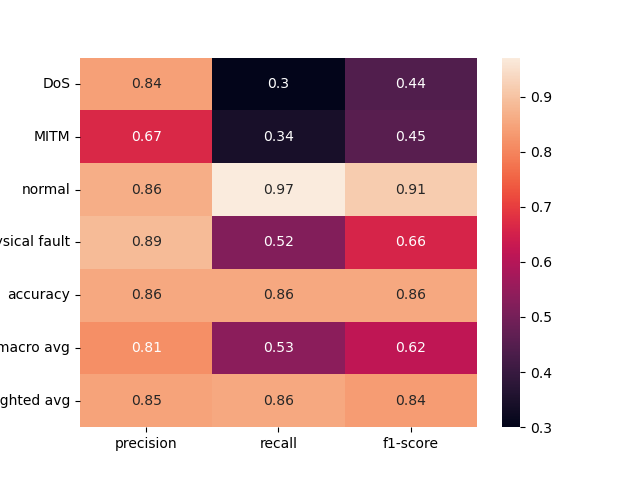 DoS 0.84 0.3 0.44
MITM 0.67 0.34 0.45
normal 0.86 0.97 0.91
ysical fault 0.89 0.52 0.66
accuracy 0.86 0.86 0.86
macro avg 0.81 0.53 0.62
ghted avg 0.85 0.86 0.84
precision recall f1-score
0.9
0.8
0.7
0.6
0.5
0.4
0.3